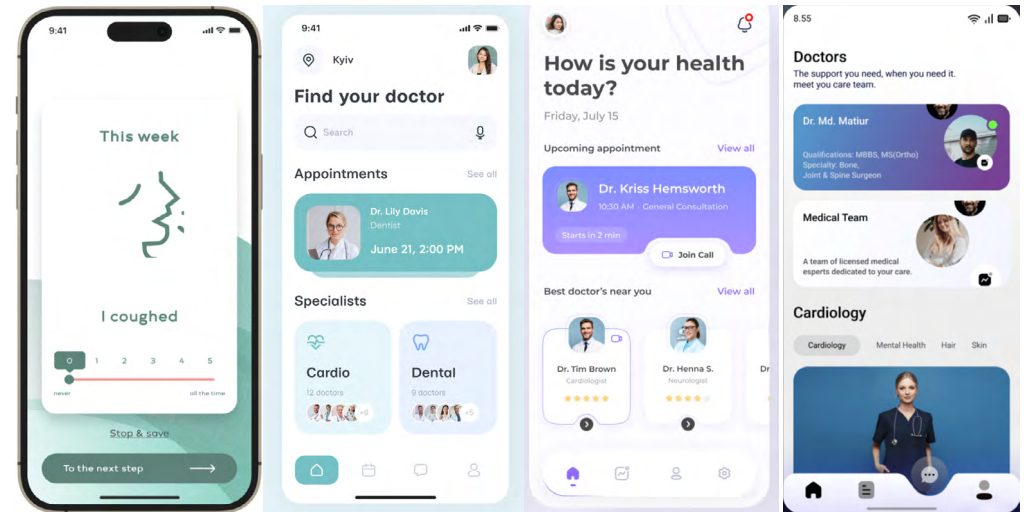 9:41
This week
I coughed
0 1 2 3 4 5
never all the time
Stop & save
To the next step
9:41
Kyiv
Find your doctor
Search
Appointments See all
Dr. Lily Davis
Dentist
June 21, 2:00 PM
Specialists See all
Cardio Dental
12 doctors 9 doctors
+5
How is your health
today?
Friday, July 15
Upcoming appointment View all
Dr. Kriss Hemsworth
10:30 AM - General Consultation
Starts in 2 min
Join Call
Best doctor's near you View all
Dr. Tim Brown Dr. Henna S. Dr
Cardiologist Neurologist
8.55
Doctors
The support you need, when you need it.
meet you care team.
Dr. Md. Matiur
Qualifications: MBBS, MS(Ortho)
Specialty: Bone,
Joint & Spine Surgeon
Medical Team
A team of licensed medical
esperts dedicated to your care.
Cardiology
Cardiology Mental Health Hair Skin